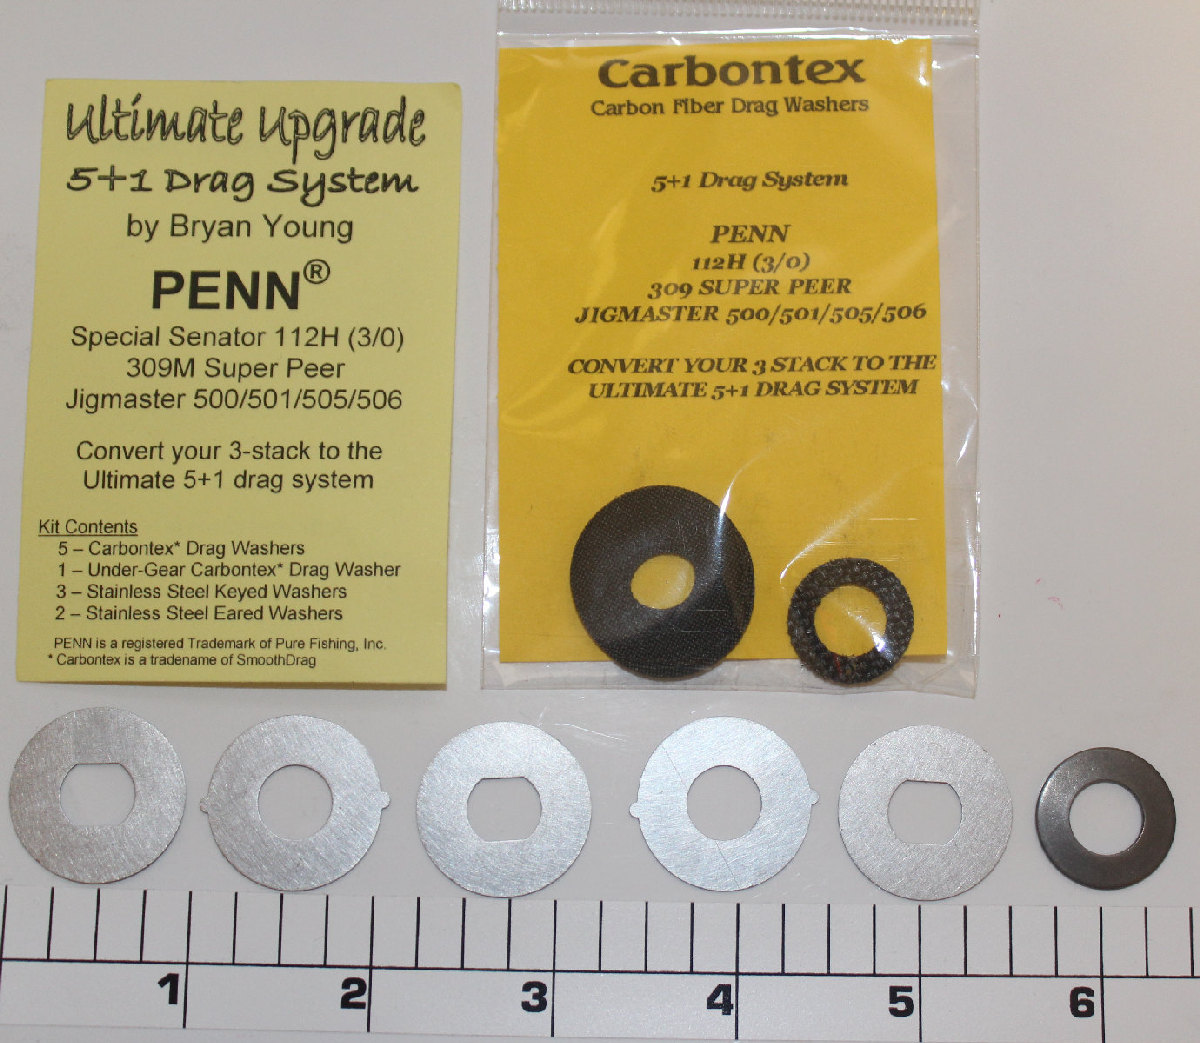 Ultimate Upgrade
5+1 Drag System
by Bryan Young
PENN®
Special Senator 112H (3/0)
309M Super Peer
Jigmaster 500/501/505/506
Convert your 3-stack to the
Ultimate 5+1 drag system
Kit Contents
5 – Carbontex* Drag Washers
1 – Under-Gear Carbontex* Drag Washer
3 – Stainless Steel Keyed Washers
2 – Stainless Steel Eared Washers
PENN is a registered Trademark of Pure Fishing, Inc.
* Carbontex is a tradename of SmoothDrag
Carbontex
Carbon Fiber Drag Washers
5+1 Drag System
PENN
112H (3/0)
309 SUPER PEER
JIGMASTER 500/501/505/506
CONVERT YOUR 3 STACK TO THE
ULTIMATE 5+1 DRAG SYSTEM
1 2 3 4 5 6